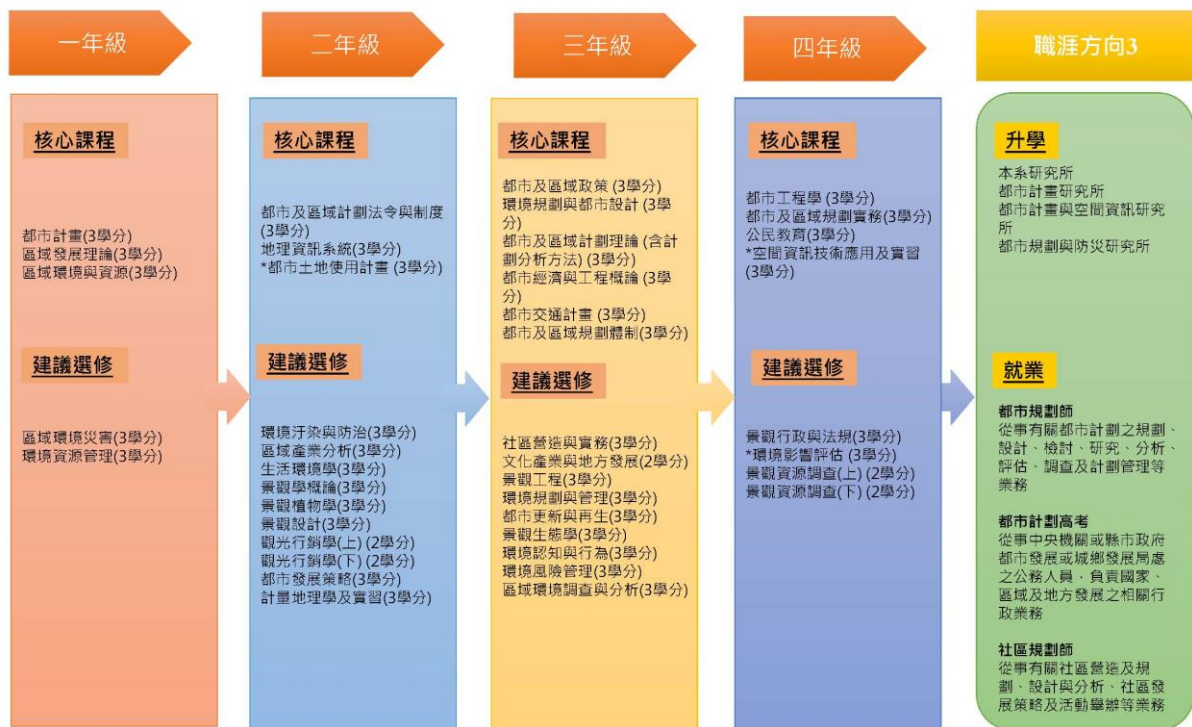 一年級
核心課程
都市計畫(3學分)
區域發展理論(3學分)
區域環境與資源(3學分)
建議選修
區域環境災害(3學分)
環境資源管理(3學分)
二年級
核心課程
都市及區域計劃法令與制度
(3學分)
地理資訊系統(3學分)
*都市土地使用計畫 (3學分)
建議選修
環境汙染與防治(3學分)
區域產業分析(3學分)
生活環境學(3學分)
景觀學概論(3學分)
景觀植物學(3學分)
景觀設計(3學分)
觀光行銷學(上) (2學分)
觀光行銷學(下) (2學分)
都市發展策略(3學分)
計量地理學及實習(3學分)
三年級
核心課程
都市及區域政策 (3學分)
環境規劃與都市設計 (3學
分)
都市及區域計劃理論 (含計
劃分析方法) (3學分)
都市經濟與工程概論 (3學
分)
都市交通計畫 (3學分)
都市及區域規劃體制(3學分)
建議選修
社區營造與實務(3學分)
文化產業與地方發展(2學分)
景觀工程(3學分)
環境規劃與管理(3學分)
都市更新與再生(3學分)
景觀生態學(3學分)
環境認知與行為(3學分)
環境風險管理(3學分)
區域環境調查與分析(3學分)
四年級
核心課程
都市工程學 (3學分)
都市及區域規劃實務(3學分)
公民教育(3學分)
*空間資訊技術應用及實習
(3學分)
建議選修
景觀行政與法規(3學分)
*環境影響評估 (3學分)
景觀資源調查(上) (2學分)
景觀資源調查(下) (2學分)
職涯方向3
升學
本系研究所
都市計畫研究所
都市計畫與空間資訊研究
所
都市規劃與防災研究所
就業
都市規劃師
從事有關都市計劃之規劃、
設計、檢討、研究、分析、
評估、調查及計劃管理等
業務
都市計劃高考
從事中央機關或縣市政府
都市發展或城鄉發展局處
之公務人員，負責國家、
區域及地方發展之相關行
政業務
社區規劃師
從事有關社區營造及規
劃、設計與分析、社區發
展策略及活動舉辦等業務